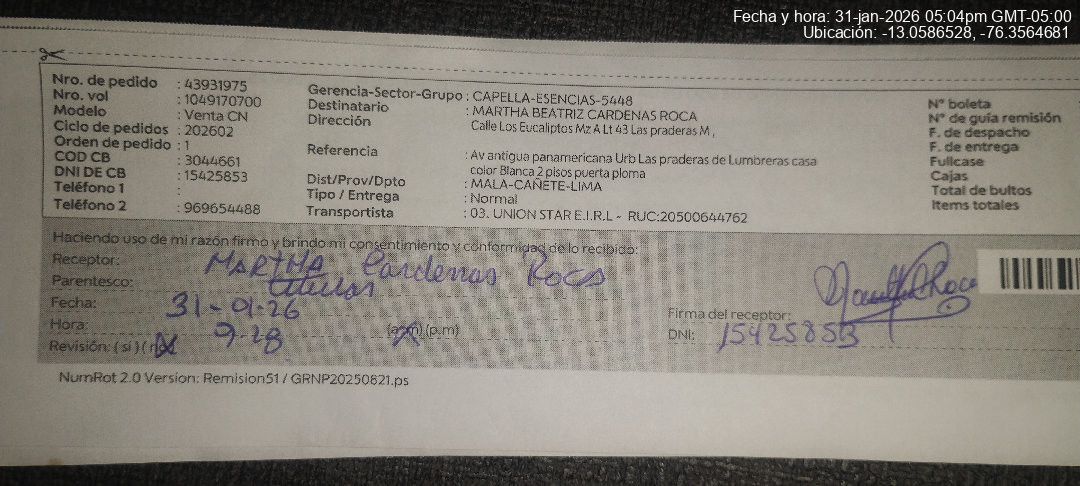 Fecha y hora: 31-jan-2026 05:04pm GMT-05:00
Ubicación: -13.0586528, -76.3564681
Nro. de pedido : 43931975
Nro. vol : 1049170700
Modelo : Venta CN
Ciclo de pedidos : 202602
Orden de pedido : 1
COD CB : 3044661
DNI DE CB : 15425853
Teléfono 1 :
Teléfono 2 : 969654488
Gerencia-Sector-Grupo : CAPELLA-ESENCIAS-5448
Destinatario : MARTHA BEATRIZ CARDENAS ROCA
Dirección Calle Los Eucaliptos Mz A Lt 43 Las praderas M ,
Referencia : Av antigua panamericana Urb Las praderas de Lumbreras casa
color Blanca 2 pisos puerta ploma
Dist/Prov/Dpto : MALA-CAÑETE-LIMA
Tipo / Entrega : Normal
Transportista : 03. UNION STAR E.I.R.L - RUC:20500644762
N° boleta
N° de guía remisión
F. de despacho
F. de entrega
Fullcase
Cajas
Total de bultos
Items totales
Haciendo uso de mi razón firmo y brindo mi consentimiento y conformidad de lo recibido:
Receptor: MARTHA Cardenas Roca
Parentesco: titular
Fecha: 31-01-26
Hora: 9-28 (a.m) (p.m)
Revisión: ( si ) ( no
Firma del receptor:
DNI: 15425853
NumRot 2.0 Version: Remision51 / GRNP20250821.ps